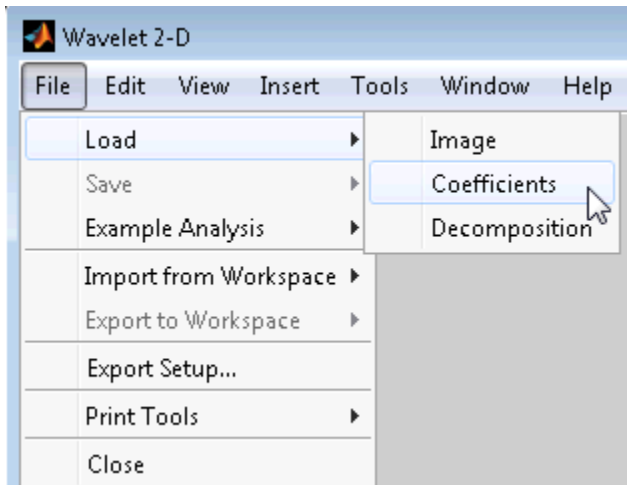 Wavelet 2-D
File Edit View Insert Tools Window Help
Load
Save
Example Analysis
Import from Workspace
Export to Workspace
Export Setup...
Print Tools
Close
Image
Coefficients
Decomposition